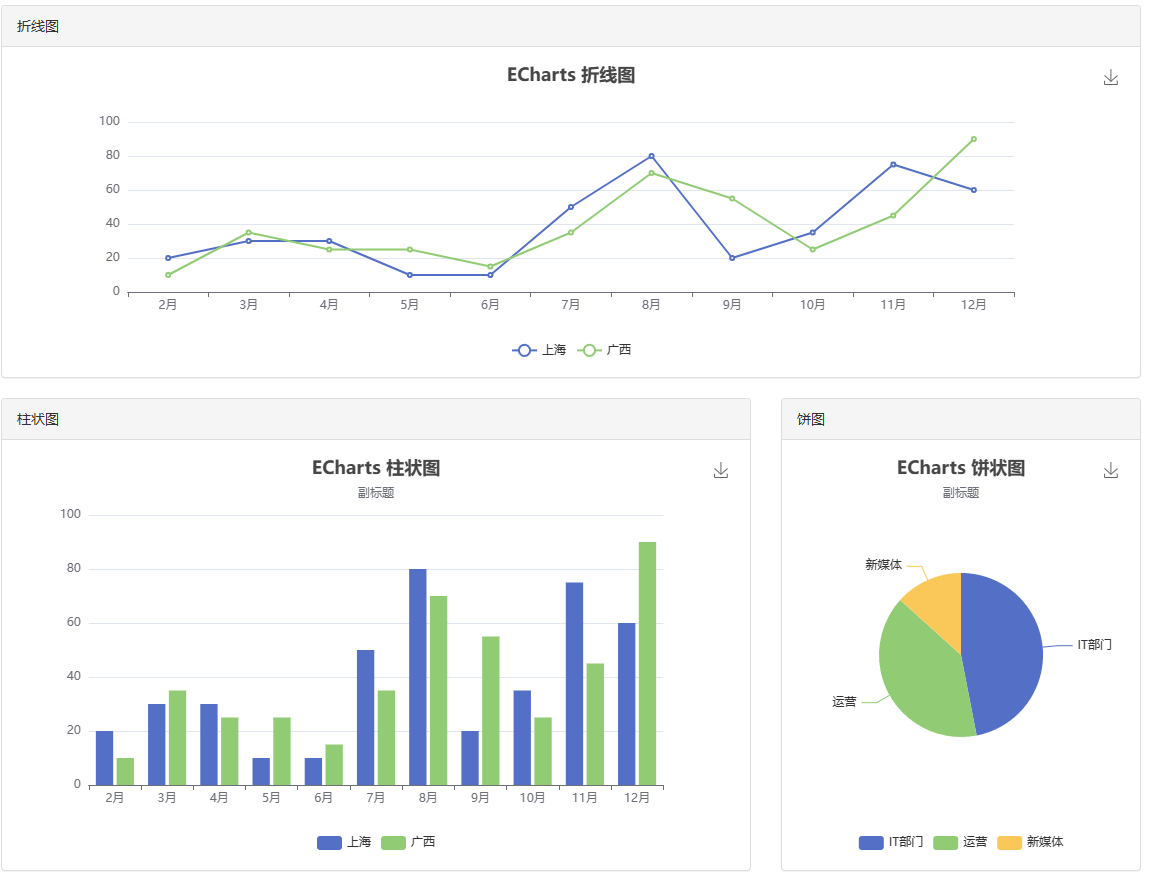 折线图
ECharts 折线图
100
80
60
40
20
0
2月 3月 4月 5月 6月 7月 8月 9月 10月 11月 12月
上海 广西
柱状图
ECharts 柱状图
副标题
100
80
60
40
20
0
2月 3月 4月 5月 6月 7月 8月 9月 10月 11月 12月
上海 广西
饼图
ECharts 饼状图
副标题
新媒体
IT部门
运营
IT部门 运营 新媒体